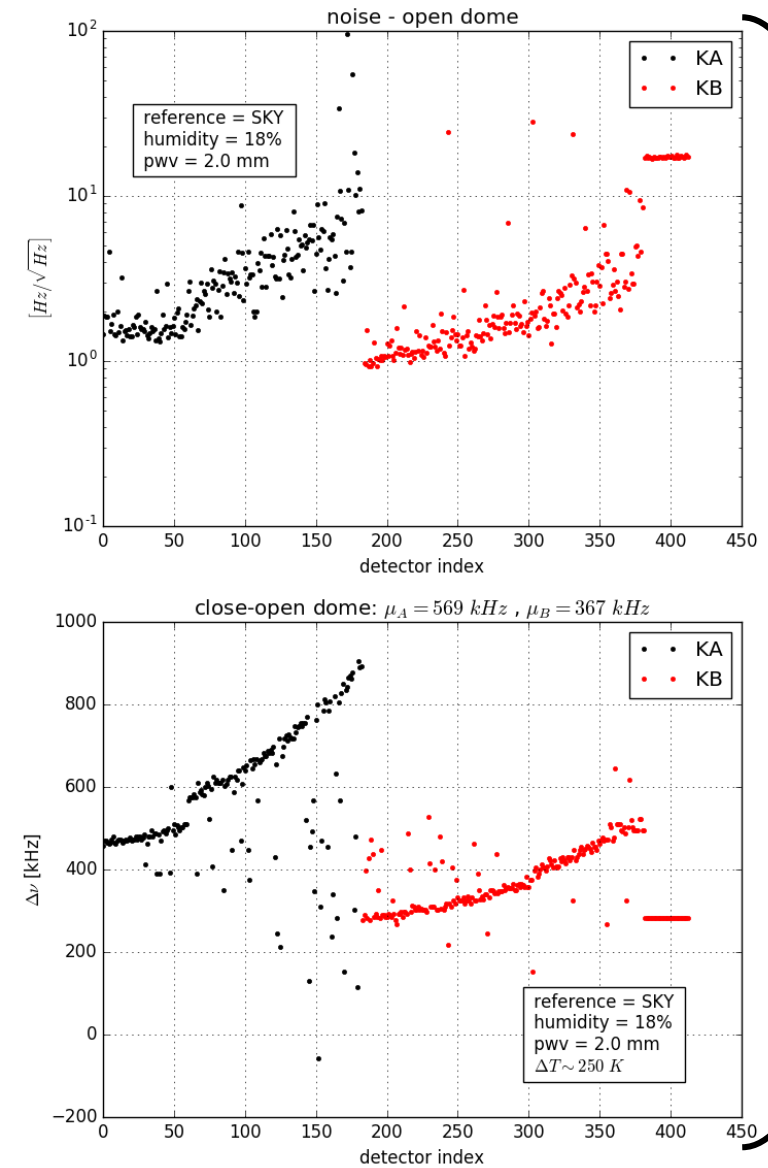 noise - open dome
10²
KA
KB
reference = SKY
humidity = 18%
pwv = 2.0 mm
10¹
[Hz/√Hz]
10⁰
10⁻¹
0 50 100 150 200 250 300 350 400 450
detector index
close-open dome: μ_A = 569 kHz , μ_B = 367 kHz
1000
KA
KB
800
600
400
Δν [kHz]
200
reference = SKY
humidity = 18%
0
pwv = 2.0 mm
ΔT∼250 K
−200
0 50 100 150 200 250 300 350 400 450
detector index